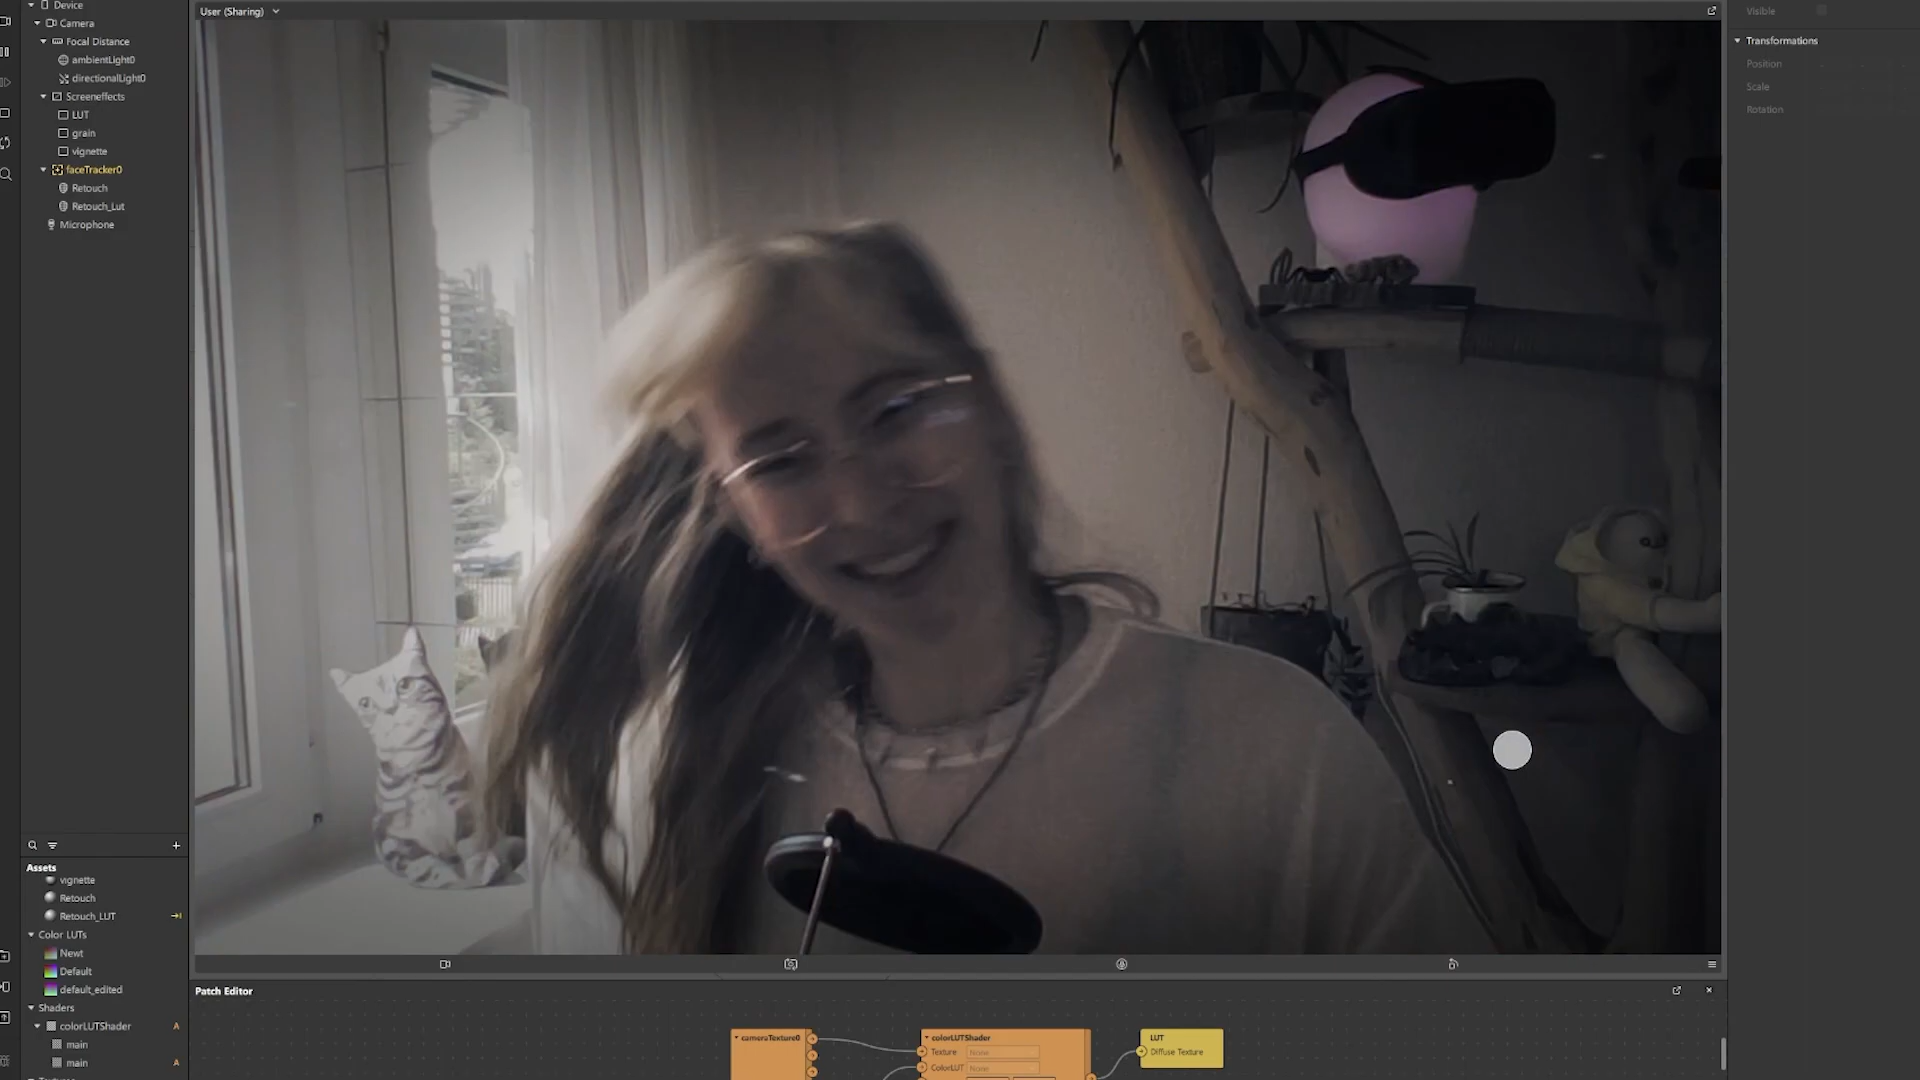 Device
Camera
Focal Distance
ambientLight0
directionalLight0
Screeneffects
LUT
grain
vignette
faceTracker0
Retouch
Retouch_Lut
Microphone
User (Sharing)
Visible
Transformations
Position
Scale
Rotation
Assets
vignette
Retouch
Retouch_LUT
Color LUTs
Newt
Default
default_edited
Shaders
colorLUTShader A
main
main A
Patch Editor
cameraTexture0
colorLUTShader
Texture None
ColorLUT None
LUT
Diffuse Texture